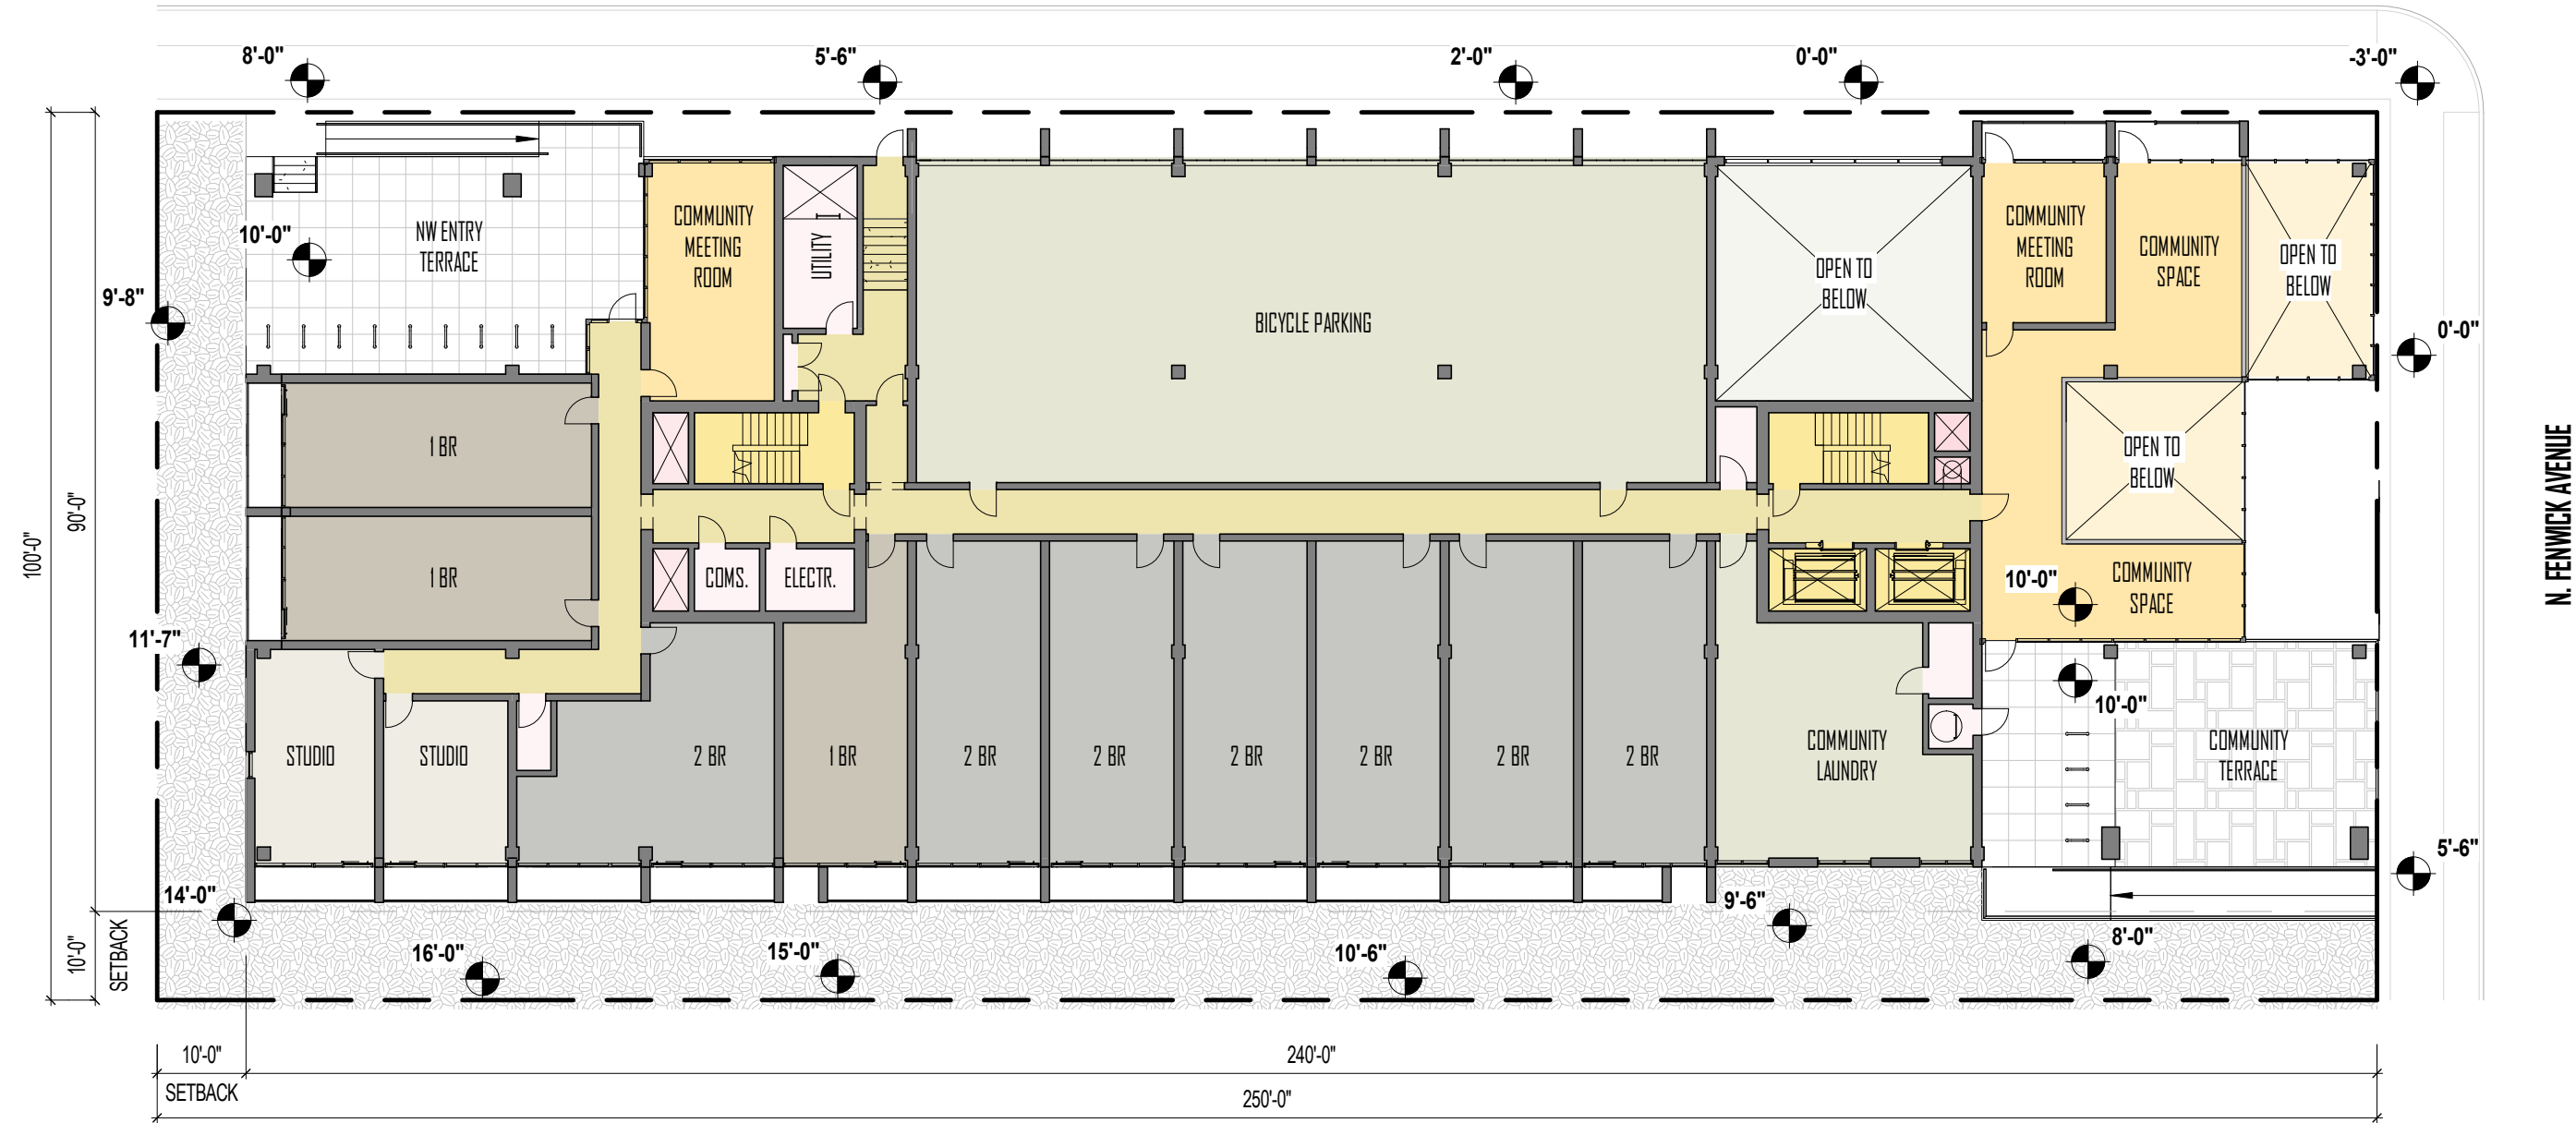 8'-0"
5'-6"
2'-0"
0'-0"
-3'-0"
NW ENTRY
TERRACE
10'-0"
9'-8"
COMMUNITY
MEETING
ROOM
UTILITY
BICYCLE PARKING
OPEN TO
BELOW
COMMUNITY
MEETING
ROOM
COMMUNITY
SPACE
OPEN TO
BELOW
0'-0"
1 BR
OPEN TO
BELOW
N. FENWICK AVENUE
100'-0"
90'-0"
1 BR
COMS.
ELECTR.
10'-0"
COMMUNITY
SPACE
11'-7"
10'-0"
STUDIO
STUDIO
2 BR
1 BR
2 BR
2 BR
2 BR
2 BR
2 BR
2 BR
COMMUNITY
LAUNDRY
COMMUNITY
TERRACE
5'-6"
14'-0"
9'-6"
10'-0"
SETBACK
16'-0"
15'-0"
10'-6"
8'-0"
10'-0"
SETBACK
240'-0"
250'-0"